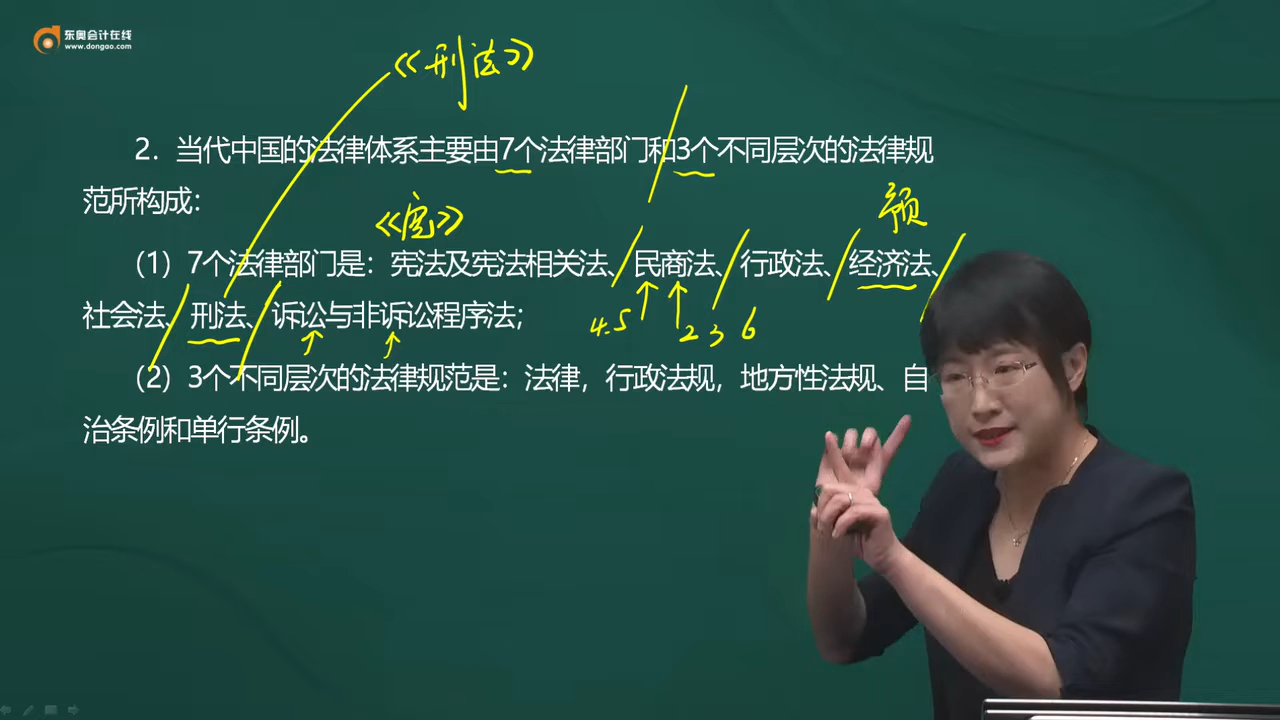 东奥会计在线
www.dongao.com
《刑法》
2．当代中国的法律体系主要由7个法律部门和3个不同层次的法律规
范所构成：
《宪》
预
（1）7个法律部门是：宪法及宪法相关法、民商法、行政法、经济法、
社会法、刑法、诉讼与非诉讼程序法；
4.5
2 3 6
（2）3个不同层次的法律规范是：法律，行政法规，地方性法规、自
治条例和单行条例。